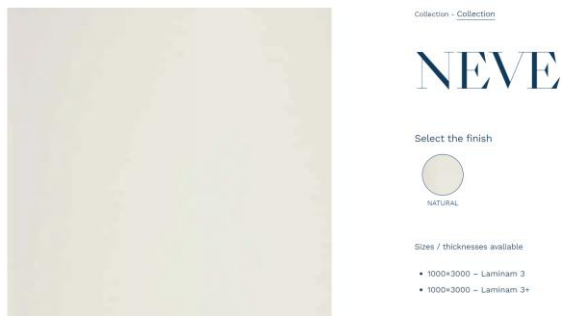 Collection - Collection
NEVE
Select the finish
NATURAL
Sizes / thicknesses available
• 1000×3000 – Laminam 3
• 1000×3000 – Laminam 3+